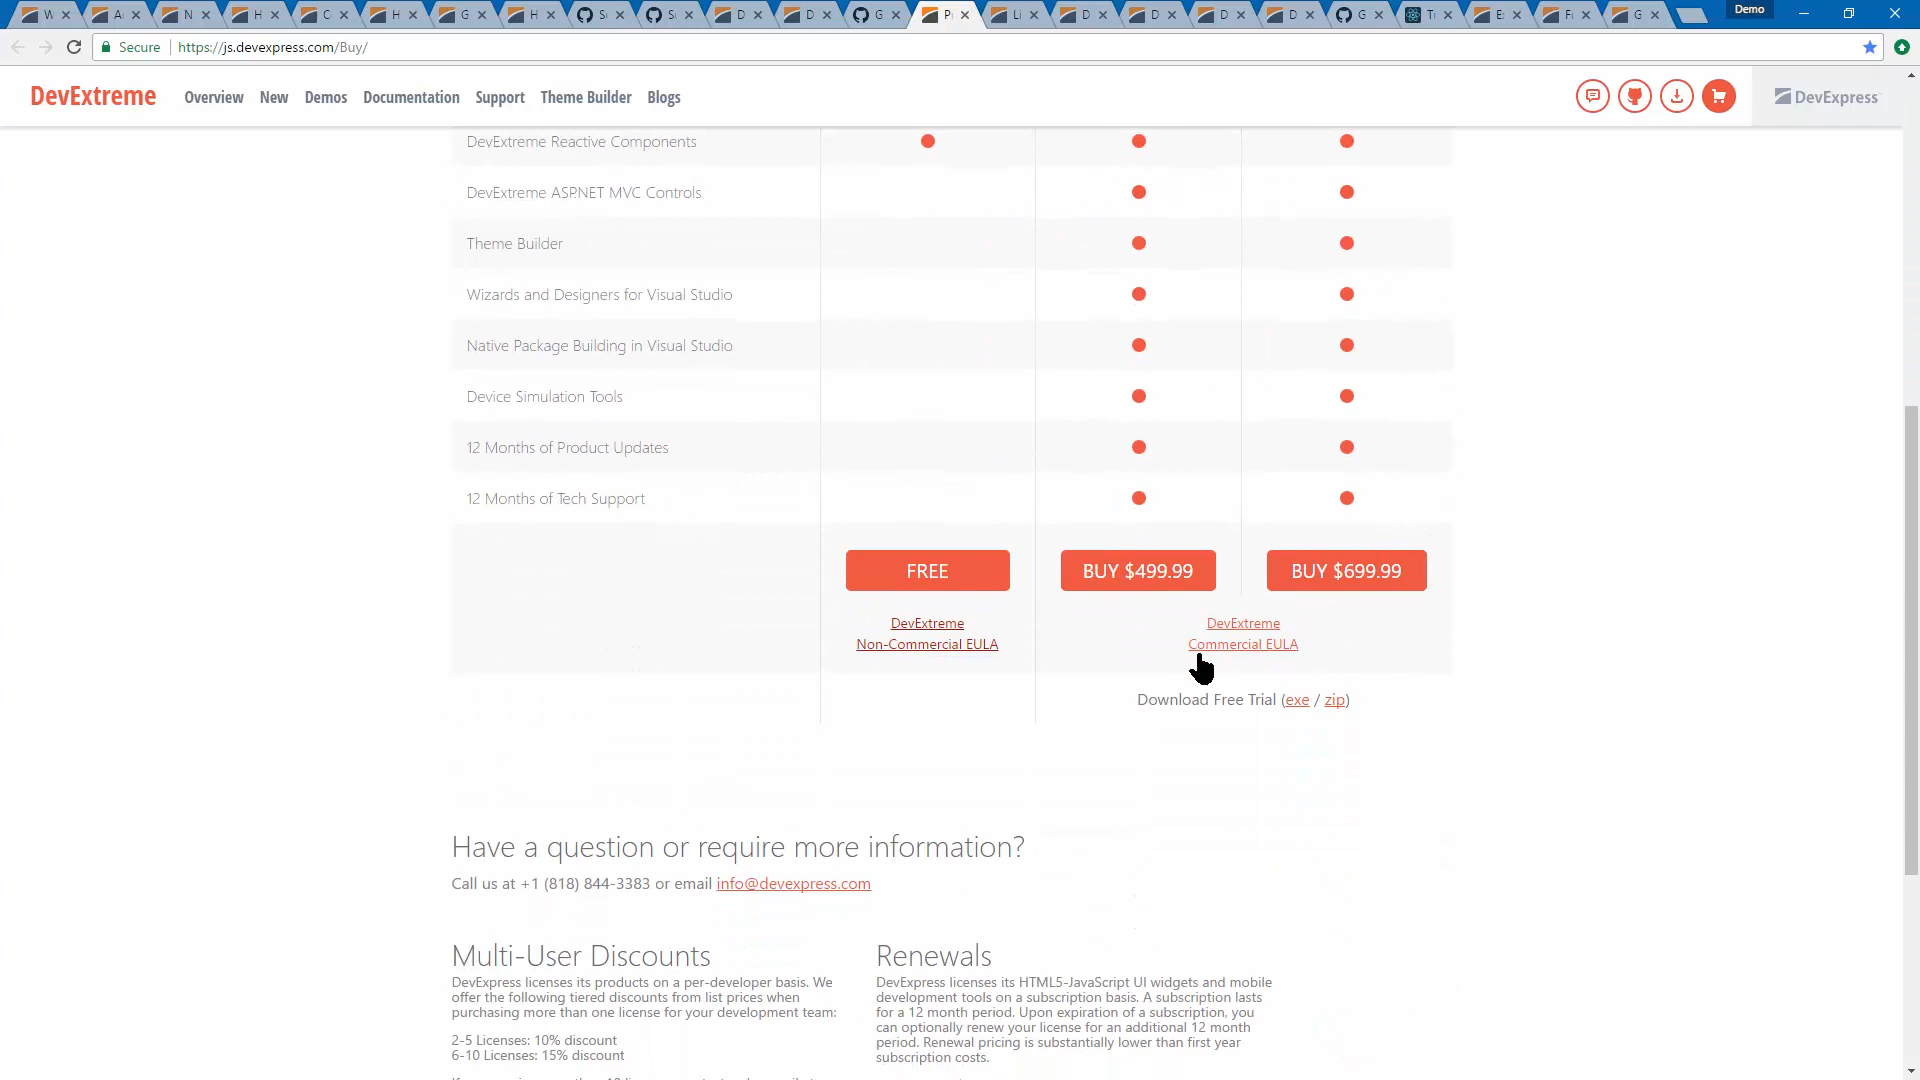 Demo
Secure https://js.devexpress.com/Buy/
DevExtreme Overview New Demos Documentation Support Theme Builder Blogs DevExpress
DevExtreme Reactive Components
DevExtreme ASP.NET MVC Controls
Theme Builder
Wizards and Designers for Visual Studio
Native Package Building in Visual Studio
Device Simulation Tools
12 Months of Product Updates
12 Months of Tech Support
FREE BUY $499.99 BUY $699.99
DevExtreme
Non-Commercial EULA
DevExtreme
Commercial EULA
Download Free Trial (exe / zip)
Have a question or require more information?
Call us at +1 (818) 844-3383 or email info@devexpress.com
Multi-User Discounts
DevExpress licenses its products on a per-developer basis. We
offer the following tiered discounts from list prices when
purchasing more than one license for your development team:
2-5 Licenses: 10% discount
6-10 Licenses: 15% discount
Renewals
DevExpress licenses its HTML5-JavaScript UI widgets and mobile
development tools on a subscription basis. A subscription lasts
for a 12 month period. Upon expiration of a subscription, you
can optionally renew your license for an additional 12 month
period. Renewal pricing is substantially lower than first year
subscription costs.